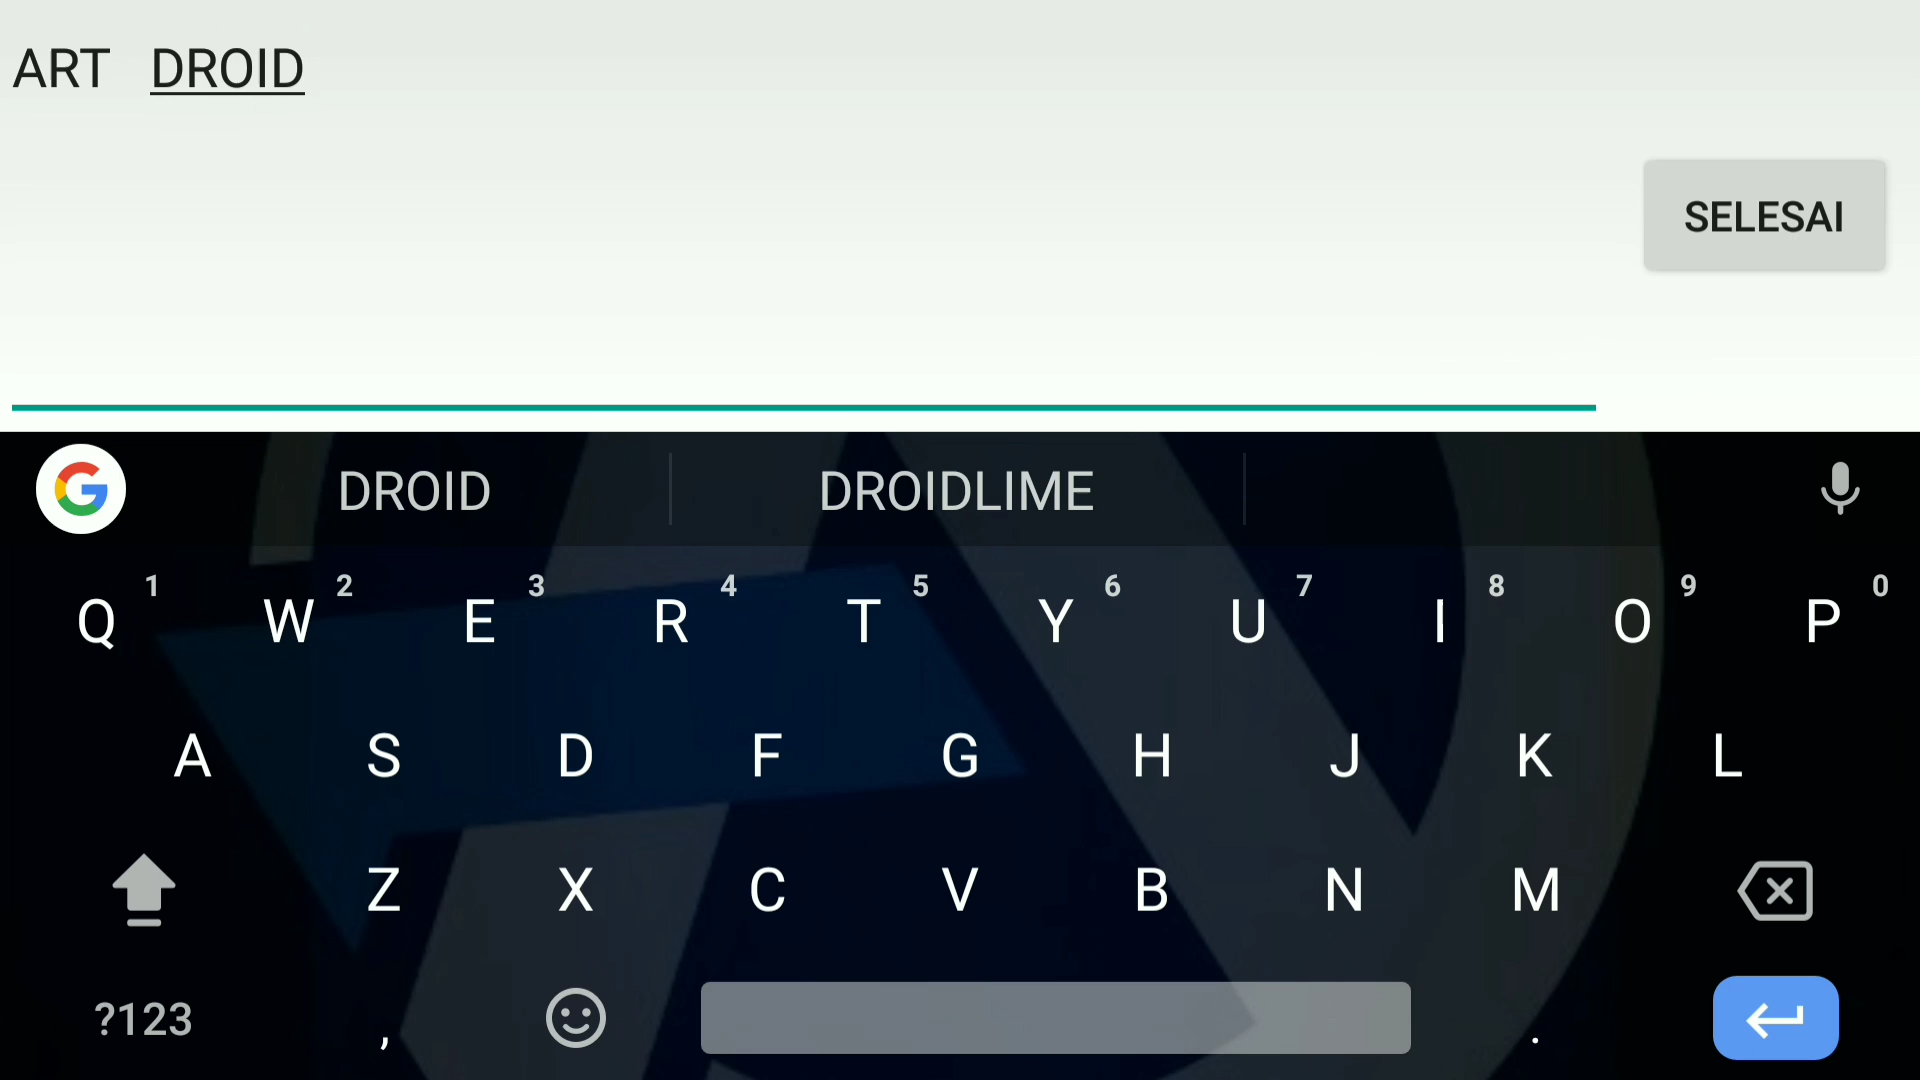 ART DROID
SELESAI
DROID DROIDLIME
1 2 3 4 5 6 7 8 9 0
Q W E R T Y U I O P
A S D F G H J K L
Z X C V B N M
?123 , .